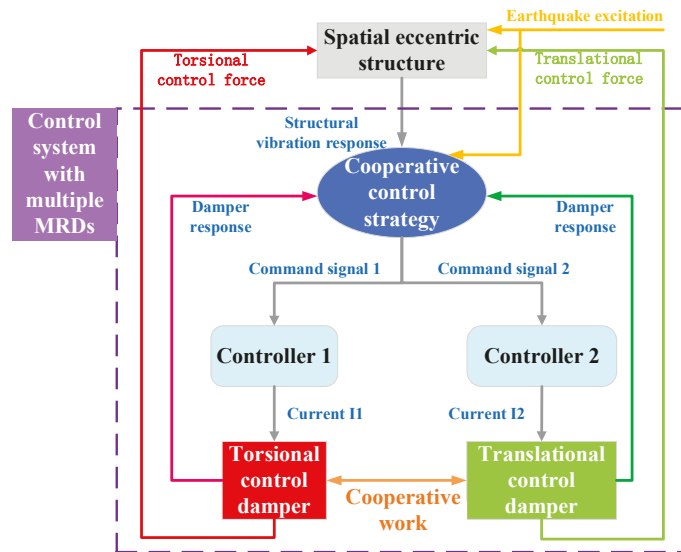 Earthquake excitation
Spatial eccentric
structure
Torsional
control force
Translational
control force
Control
system
with
multiple
MRDs
Structural
vibration response
Cooperative
control
strategy
Damper
response
Damper
response
Command signal 1
Command signal 2
Controller 1
Controller 2
Current I1
Current I2
Torsional
control
damper
Cooperative
work
Translational
control
damper